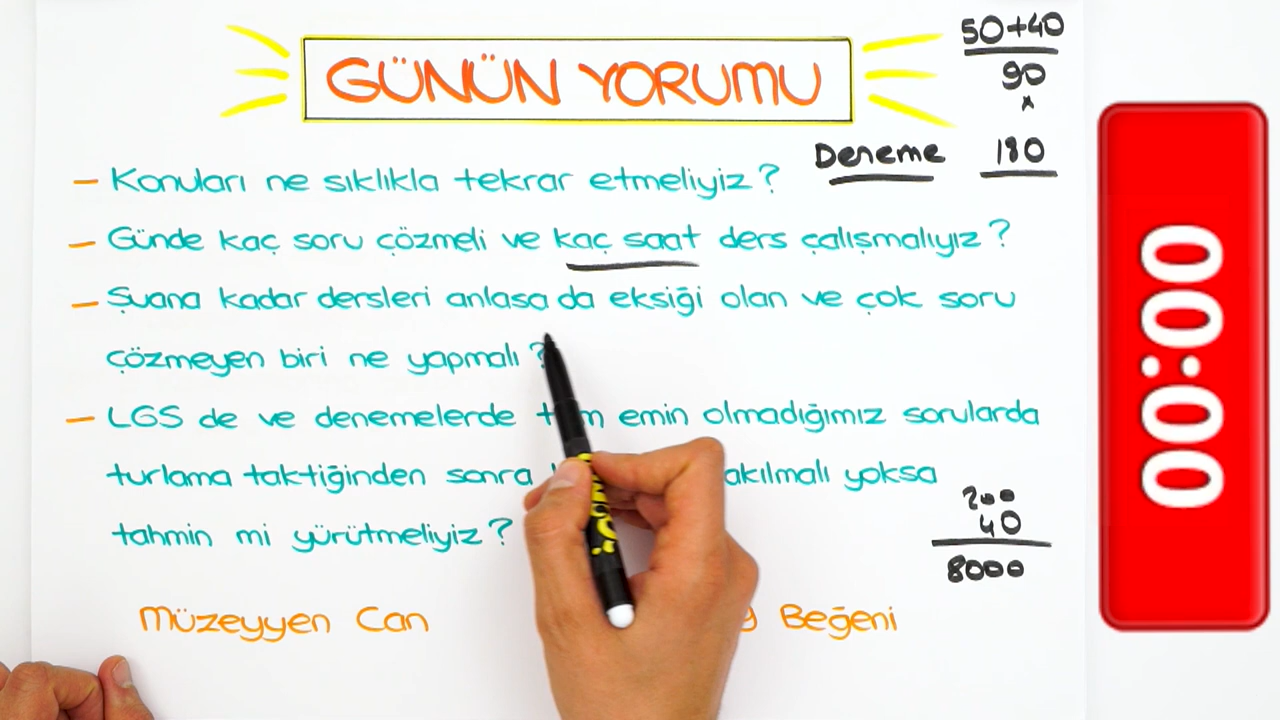 GÜNÜN YORUMU
50+40
90
x
Deneme 180
- Konuları ne sıklıkla tekrar etmeliyiz?
- Günde kaç soru çözmeli ve kaç saat ders çalışmalıyız?
- Şuana kadar dersleri anlasa da eksiği olan ve çok soru
çözmeyen biri ne yapmalı?
- LGS de ve denemelerde emin olmadığımız sorularda
turlama taktiğinden sonra yoksa
tahmin mi yürütmeliyiz?
200
40
8000
Müzeyyen Can Beğeni
00:00